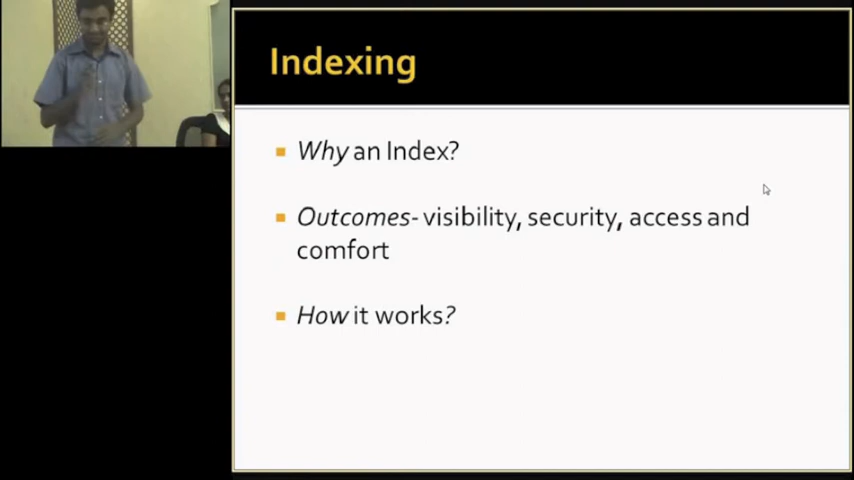 Indexing
Why an Index?
Outcomes- visibility, security, access and
comfort
How it works?